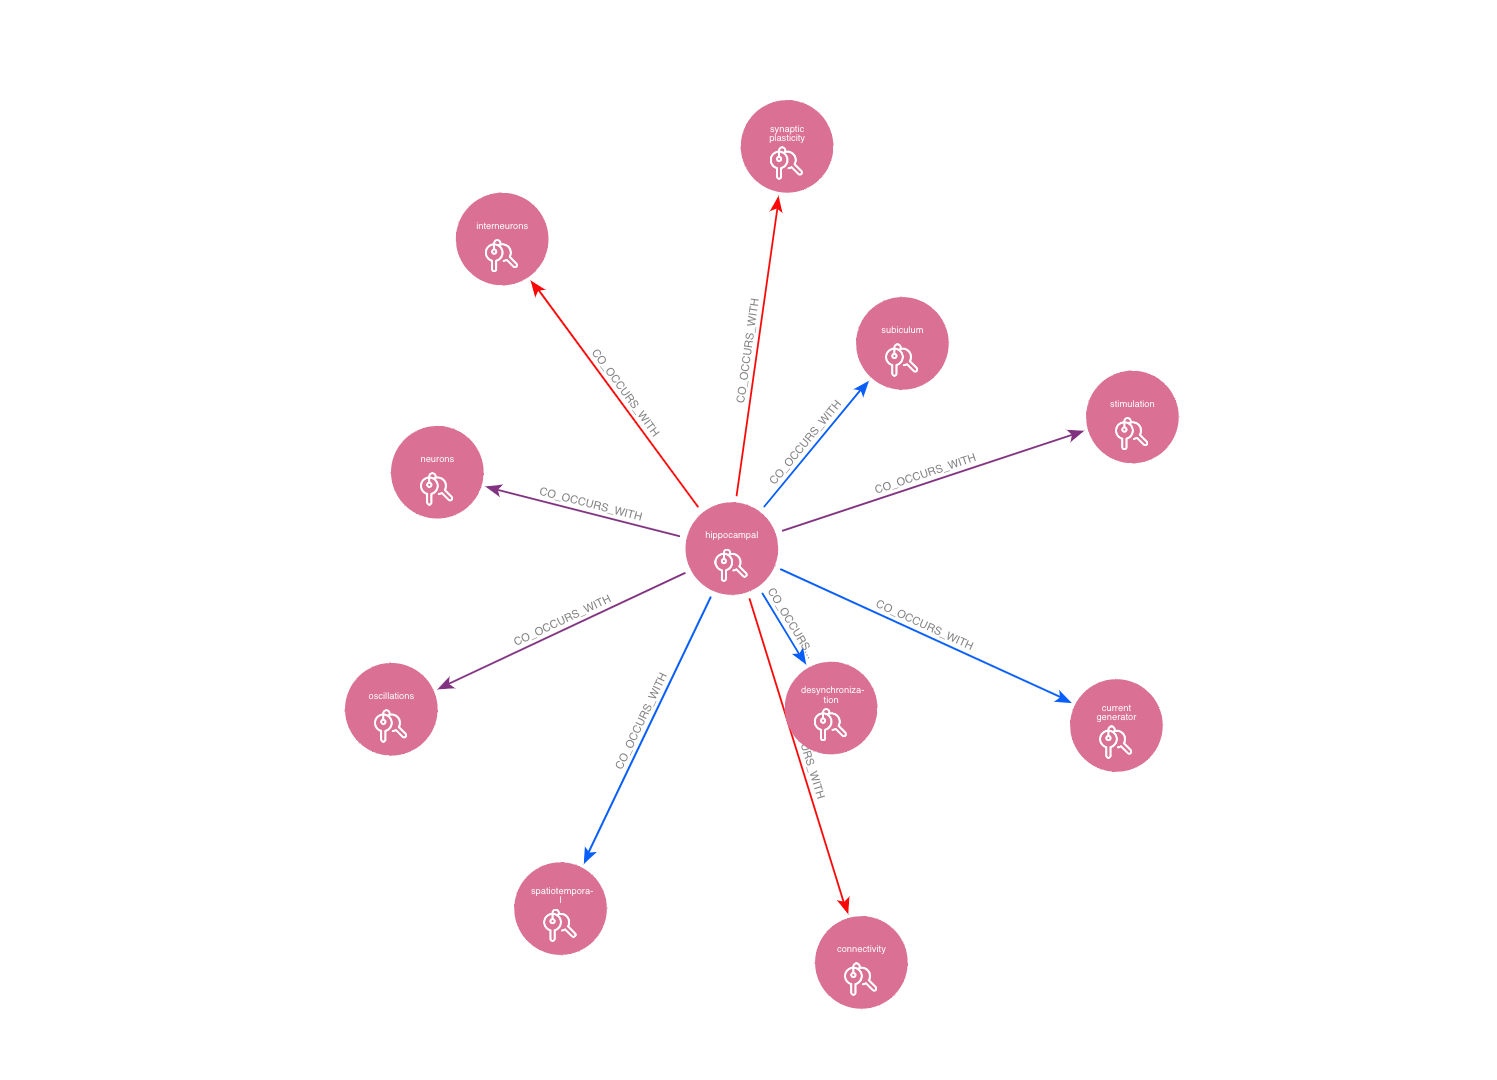 synaptic
plasticity
interneurons
CO_OCCURS_WITH
subiculum
CO_OCCURS_WITH
stimulation
CO_OCCURS_WITH
neurons
CO_OCCURS_WITH
CO_OCCURS_WITH
hippocampal
CO_OCCURS_WITH
CO_OCCURS...
CO_OCCURS_WITH
CO_OCCURS_WITH
oscillations
desynchroniza-
tion
current
generator
CO_OCCURS_WITH
URS_WITH
spatiotempora-
l
connectivity